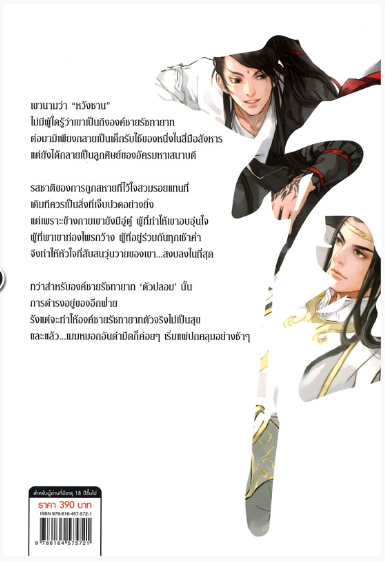 เขานามว่า “หวังชาน”
ไม่มีผู้ใดรู้ว่าเขาเป็นถึงองค์ชายรัชทายาท
ต่อมามิเพียงกลายเป็นเด็กรับใช้ของหนึ่งในสี่มือสังหาร
แต่ยังได้กลายเป็นลูกศิษย์ของอัครมหาเสนาบดี
รสชาติของการถูกสหายที่ไว้ใจสวมรอยแทนที่
เดิมทีควรเป็นสิ่งที่เจ็บปวดอย่างยิ่ง
แต่เพราะข้างกายเขายังมีอู๋ตู๋ ผู้ที่ทำให้เขาอบอุ่นใจ
ผู้ที่พาเขาท่องไพรกว้าง ผู้ที่อยู่ร่วมกันทุกเช้าค่ำ
จึงทำให้หัวใจที่สับสนวุ่นวายของเขา...สงบลงในที่สุด
ทว่าสำหรับองค์ชายรัชทายาท ‘ตัวปลอม’ นั้น
การดำรงอยู่ของอีกฝ่าย
รังแต่จะทำให้องค์ชายรัชทายาทตัวจริงไม่เป็นสุข
และแล้ว...เมฆหมอกอันดำมืดก็ค่อยๆ เริ่มแผ่ปกคลุมอย่างช้าๆ
สำหรับผู้อ่านที่มีอายุ 18 ปีขึ้นไป
ราคา 390 บาท
ISBN 978-616-457-572-1
9 786164 575721